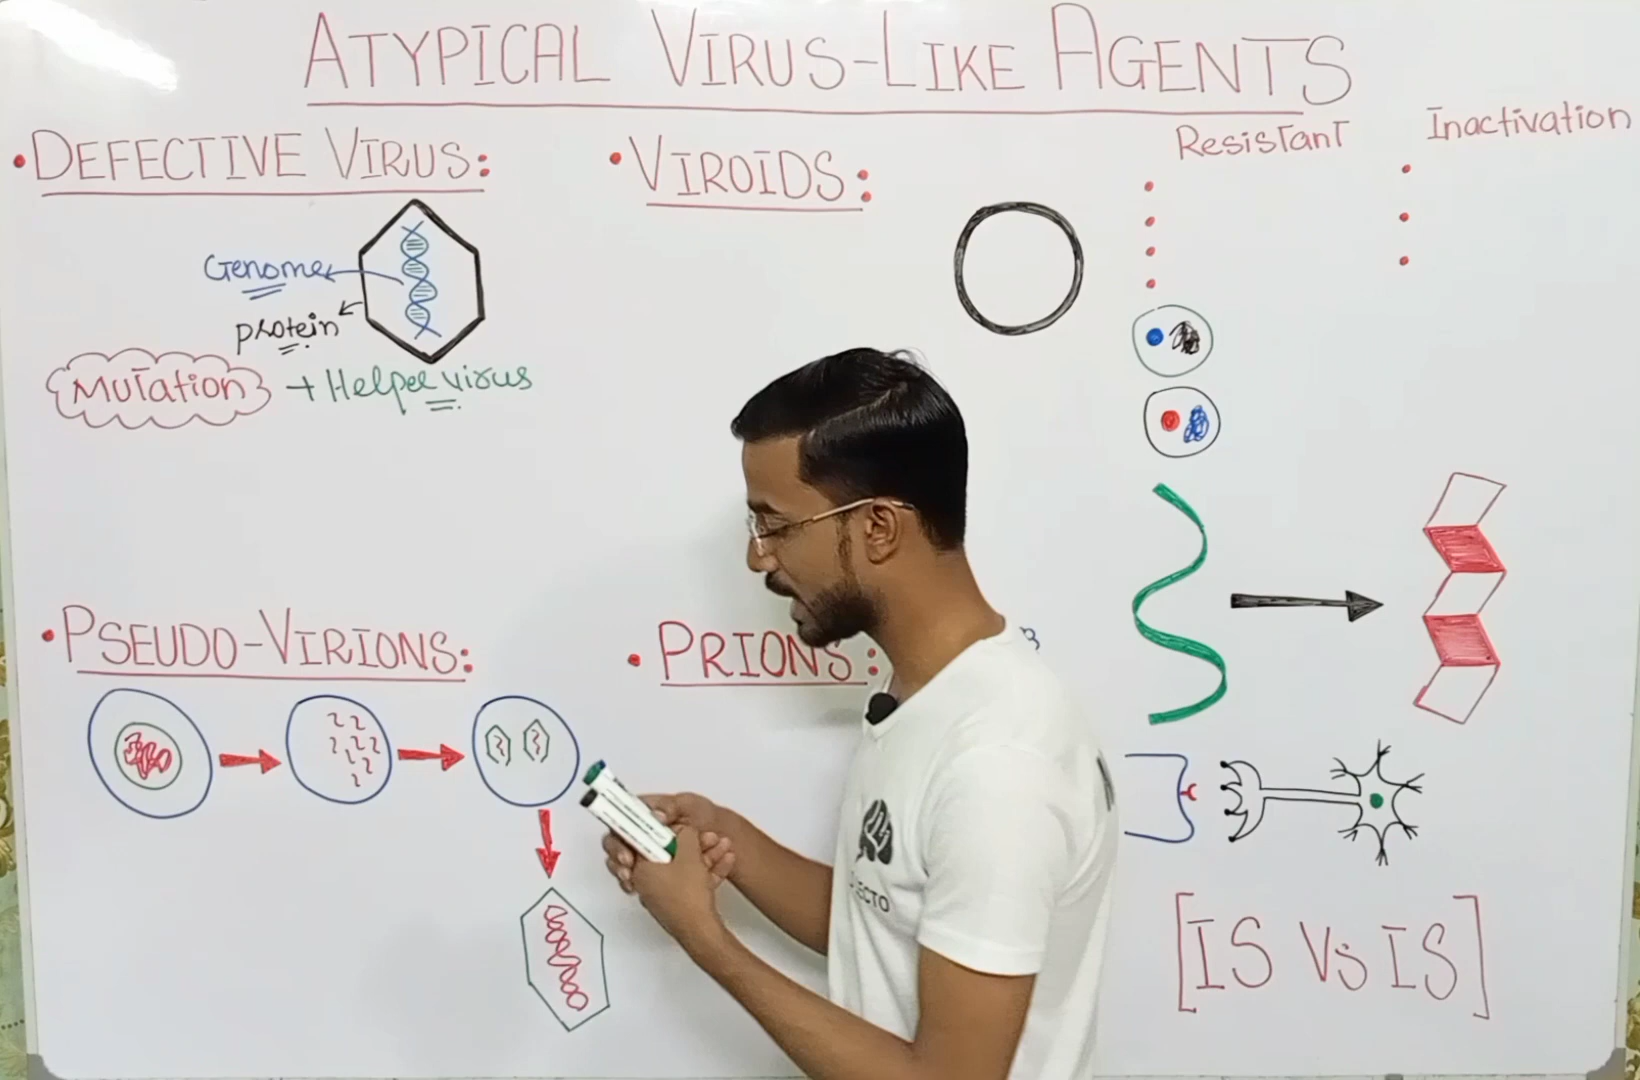 ATYPICAL VIRUS-LIKE AGENTS
• DEFECTIVE VIRUS:
Genome
protein
Mutation + Helper virus
• VIROIDS:
Resistant
Inactivation
• PSEUDO-VIRIONS:
• PRIONS:
[IS Vs IS]